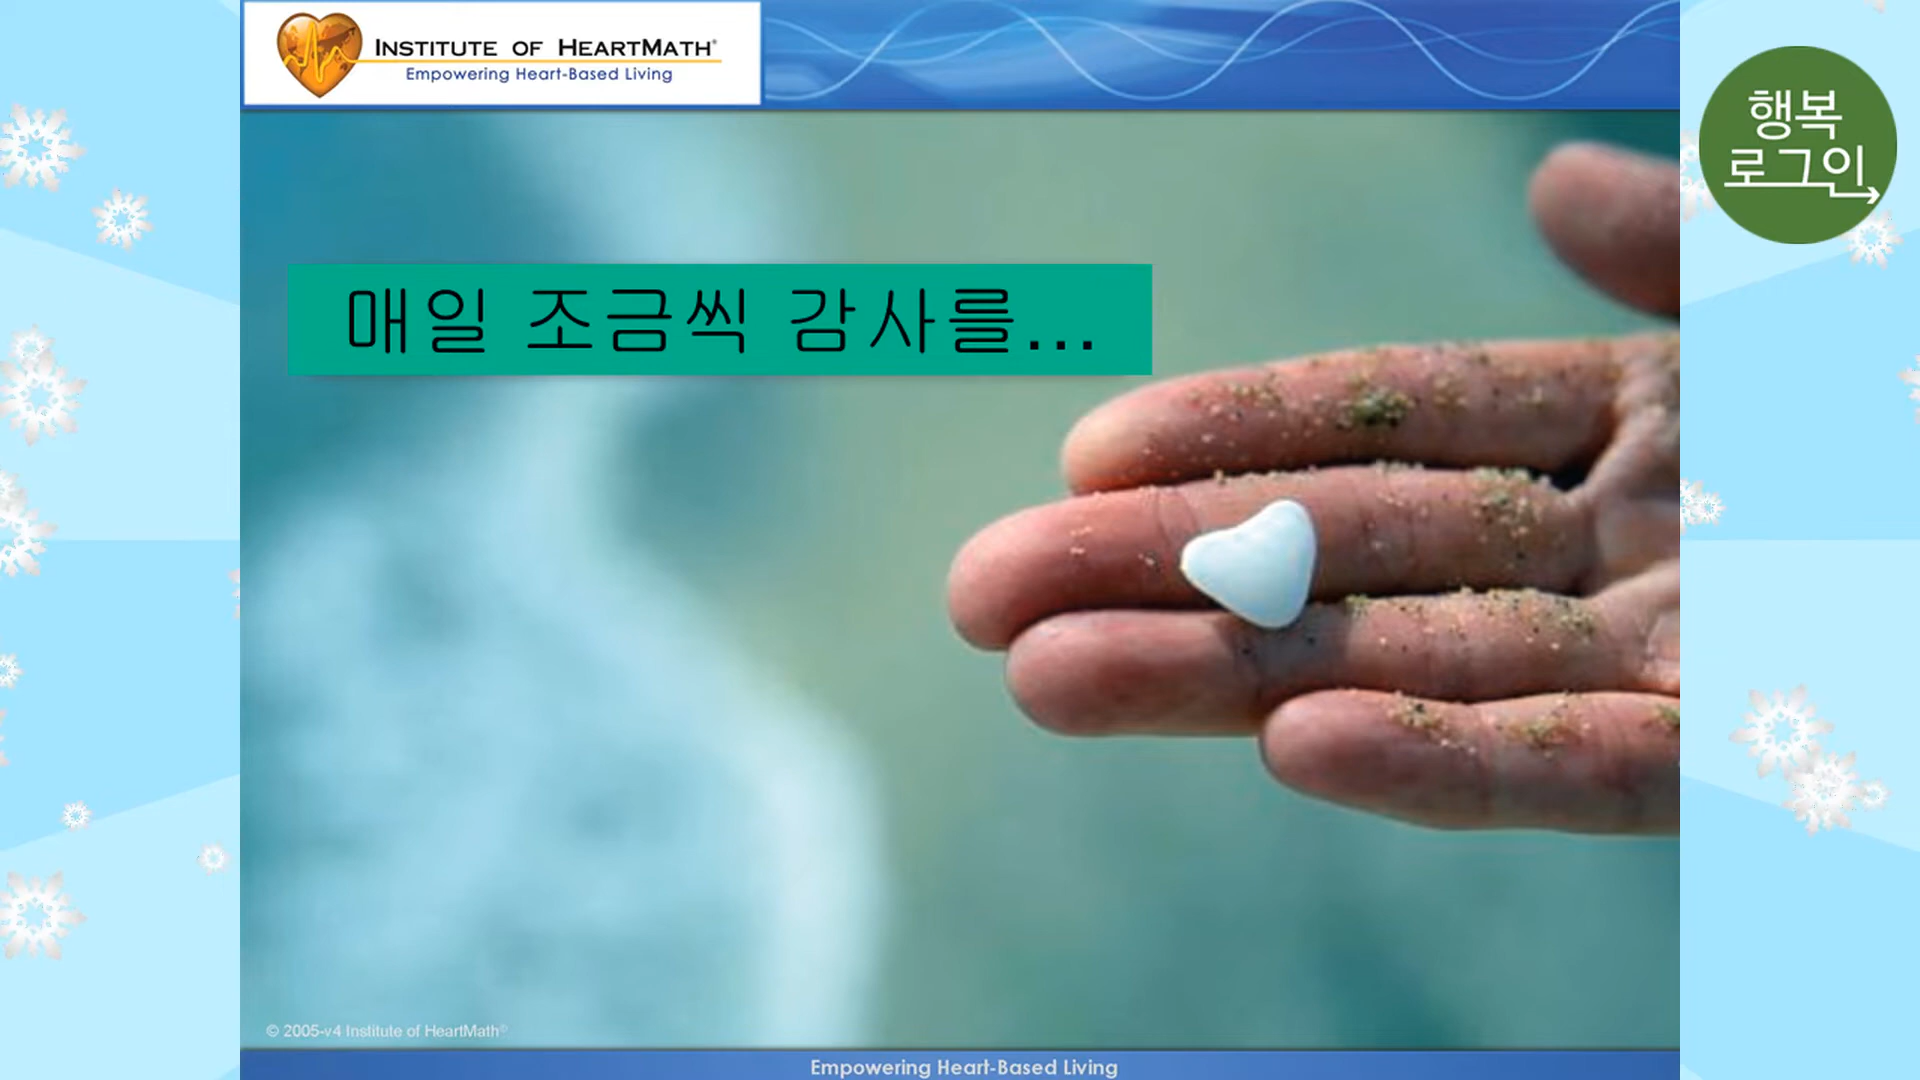 INSTITUTE OF HEARTMATH®
Empowering Heart-Based Living
행복
로그인
매일 조금씩 감사를...
© 2005-v4 Institute of HeartMath®
Empowering Heart-Based Living